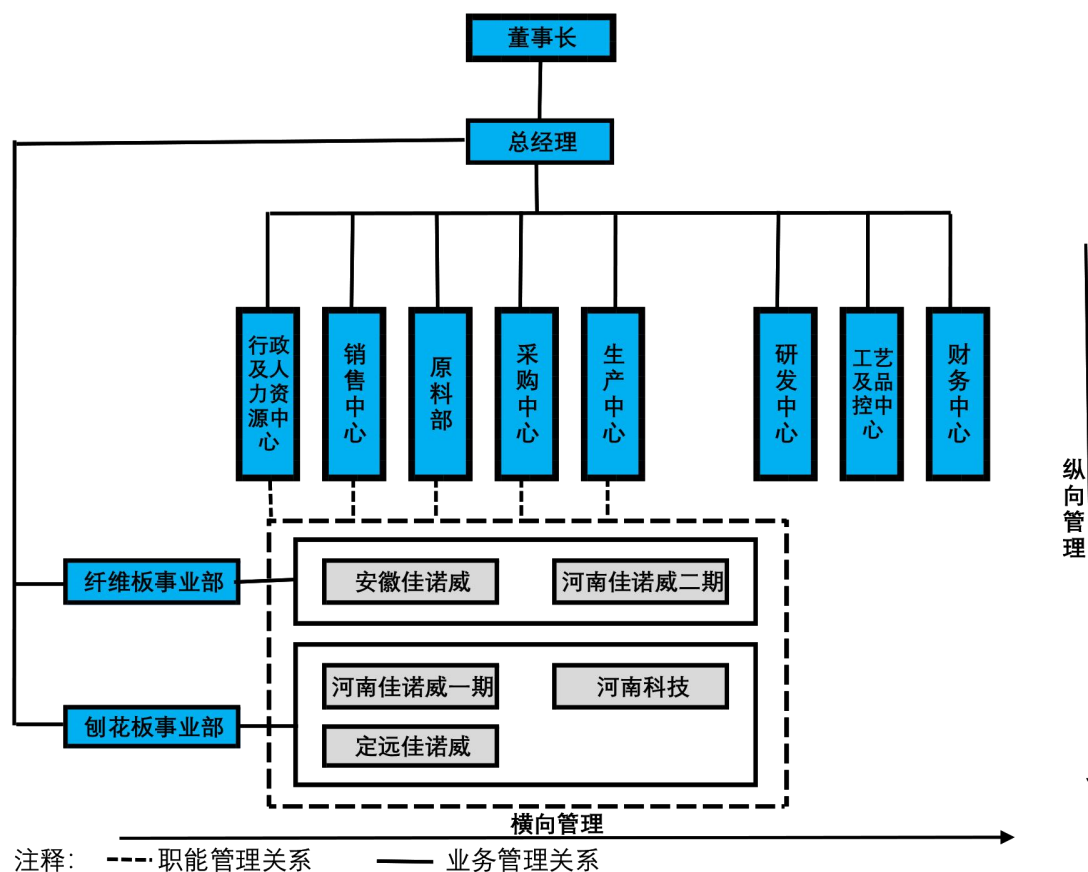 董事长
总经理
行政及人力资源中心
销售中心
原料部
采购中心
生产中心
研发中心
工艺及品控中心
财务中心
纵向管理
纤维板事业部
安徽佳诺威
河南佳诺威二期
河南佳诺威一期
河南科技
刨花板事业部
定远佳诺威
横向管理
注释： 职能管理关系 业务管理关系